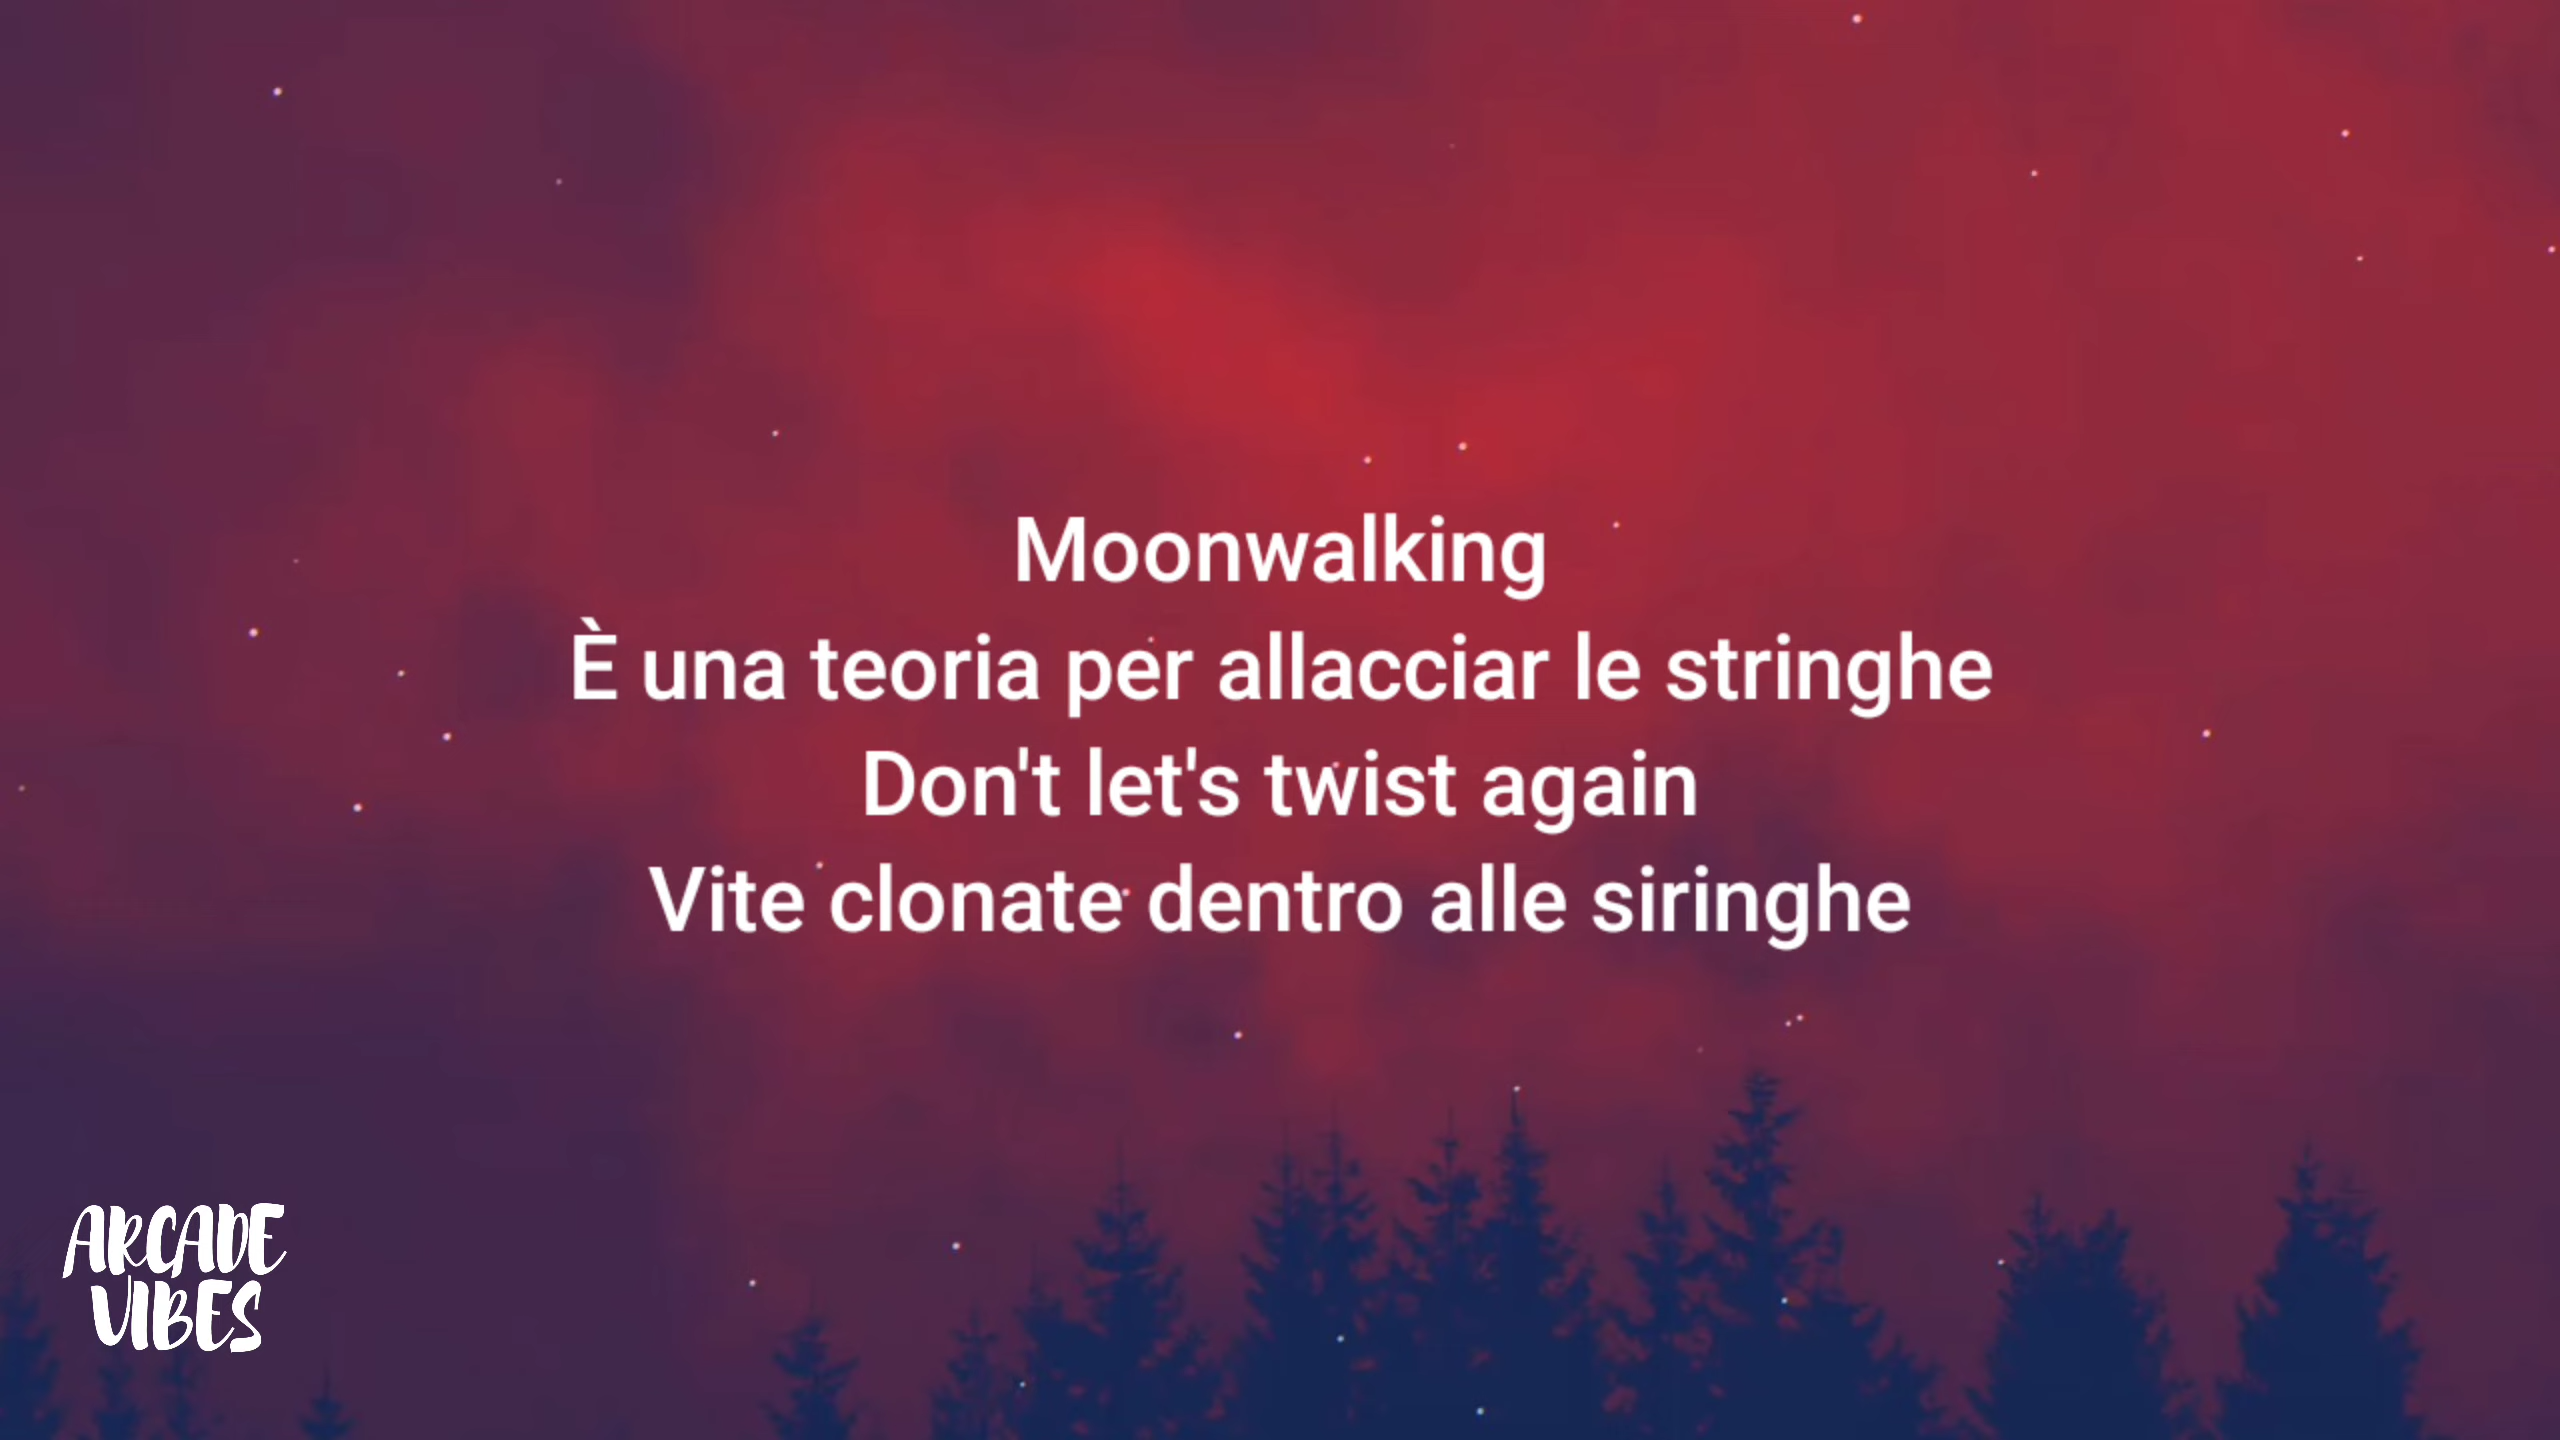 Moonwalking
È una teoria per allacciar le stringhe
Don't let's twist again
Vite clonate dentro alle siringhe
ARCADE
VIBES